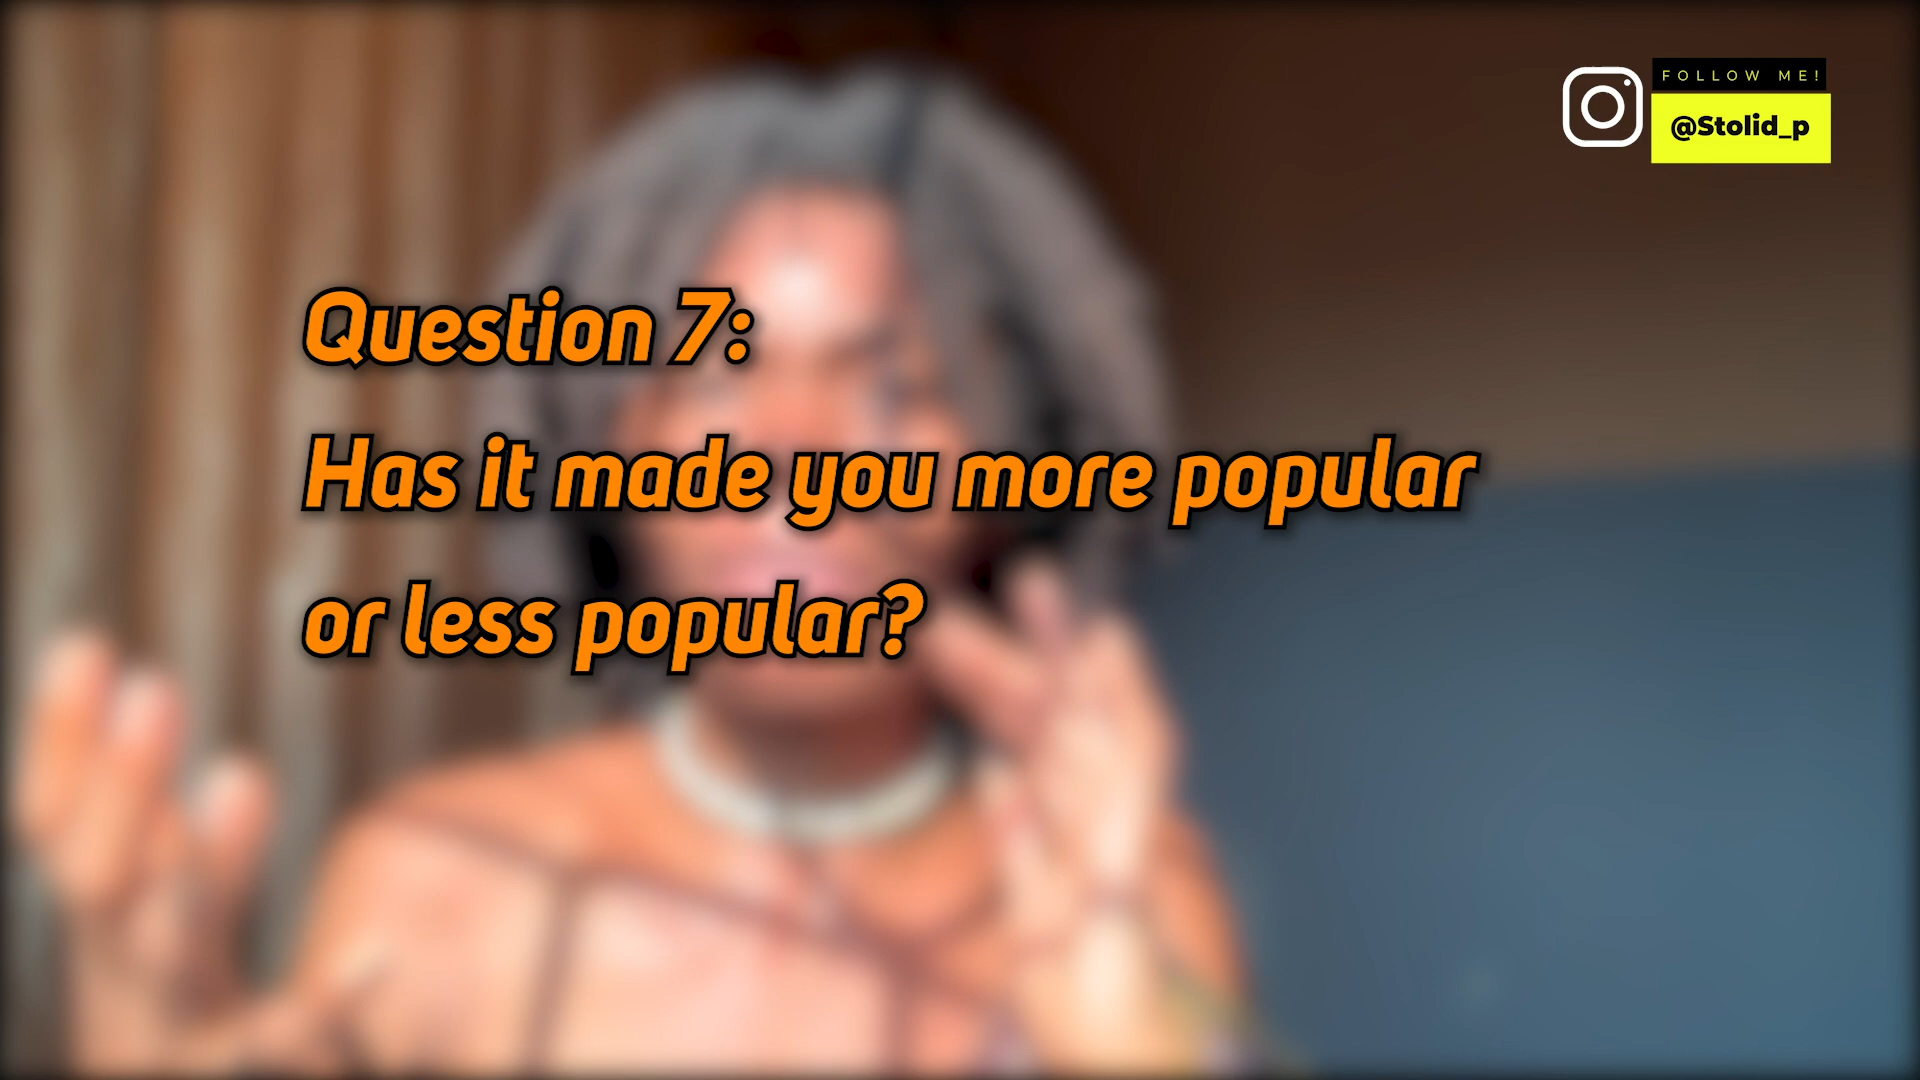 FOLLOW ME!
@Stolid_p
Question 7:
Has it made you more popular
or less popular?